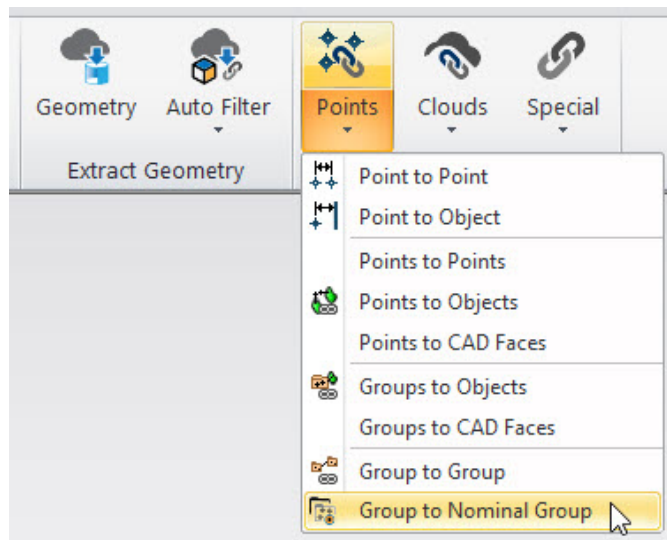 Geometry
Auto Filter
Points
Clouds
Special
Extract Geometry
Point to Point
Point to Object
Points to Points
Points to Objects
Points to CAD Faces
Groups to Objects
Groups to CAD Faces
Group to Group
Group to Nominal Group